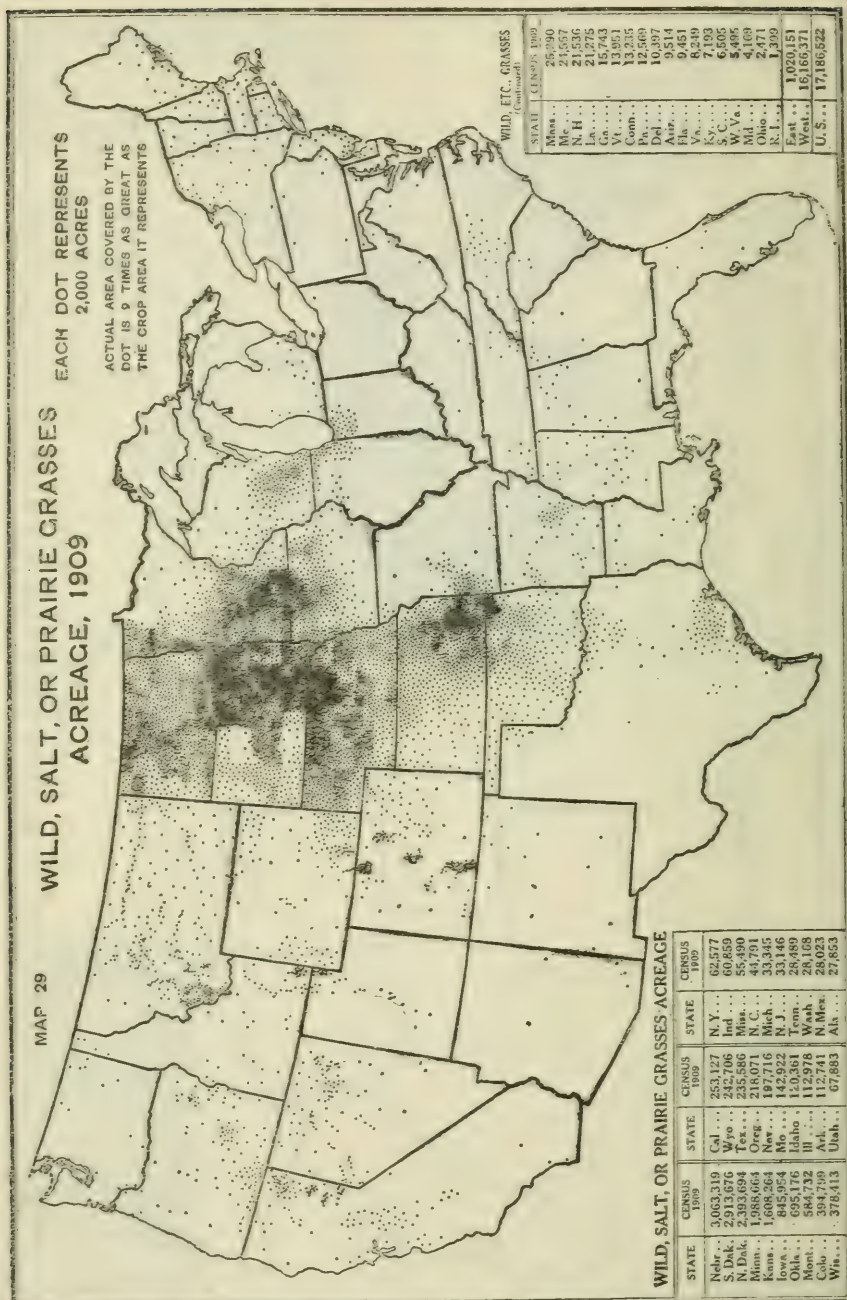 MAP 29
WILD, SALT, OR PRAIRIE GRASSES
ACREAGE, 1909
EACH DOT REPRESENTS
2,000 ACRES
ACTUAL AREA COVERED BY THE
DOT IS 9 TIMES AS GREAT AS
THE CROP AREA IT REPRESENTS
WILD, SALT, OR PRAIRIE GRASSES ACREAGE
STATE CENSUS 1909 STATE CENSUS 1909 STATE CENSUS 1909
Nebr.. 3,063,319 Cal... 253,127 N. Y... 62,577
S. Dak. 2,913,676 Wyo... 242,706 Ind... 60,859
N. Dak. 2,393,694 Tex... 235,586 Miss... 55,490
Minn... 1,988,664 Oreg... 218,071 N. C... 44,791
Kans... 1,608,264 Nev... 197,716 Mich... 33,345
Iowa... 845,954 Mo... 142,922 N. J... 33,146
Okla... 695,176 Idaho. 120,361 Tenn... 28,489
Mont... 584,732 Ill... 112,978 Wash.. 28,168
Colo... 394,799 Ark... 112,741 N. Mex. 28,023
Wis... 378,413 Utah... 67,883 Ala... 27,853
WILD, ETC., GRASSES
(Continued)
STATE CENSUS 1909
Mass... 25,890
Me... 24,557
N. H... 21,536
La... 21,275
Ga... 15,743
Vt... 13,951
Conn... 13,235
Pa... 12,569
Del... 10,397
Ariz... 9,514
Fla... 9,451
Va... 8,249
Ky... 7,193
S. C... 6,505
W. Va.. 5,495
Md... 4,169
Ohio... 2,471
R. I... 1,399
East... 1,020,151
West... 16,166,371
U. S... 17,186,522